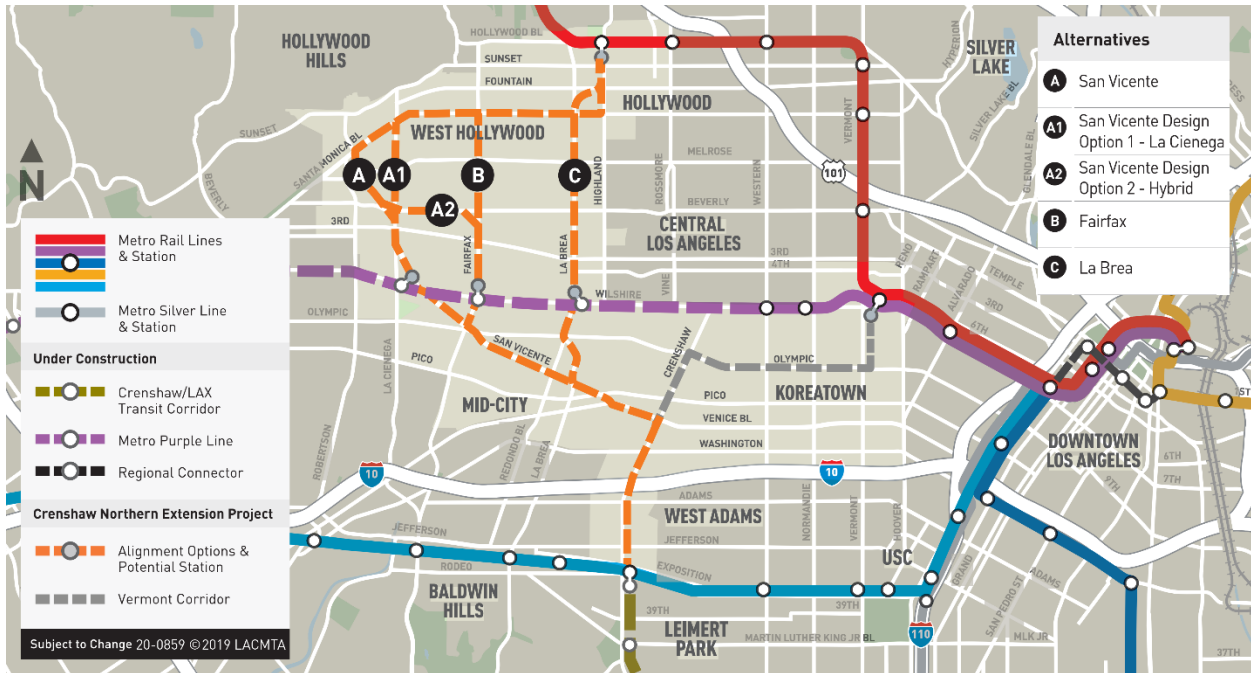 HOLLYWOOD BL
HOLLYWOOD
HILLS
SUNSET
FOUNTAIN
HYPERION
SILVER
LAKE
SILVER LAKE BL
GLENDALE BL
HOLLYWOOD
VERMONT
WEST HOLLYWOOD
SUNSET
SANTA MONICA BL
BEVERLY
N
MELROSE
101
A
A1
B
C
A2
HIGHLAND
ROSSMORE
WESTERN
BEVERLY
3RD
CENTRAL
LOS ANGELES
FAIRFAX
LA BREA
3RD
4TH
VINE
WILSHIRE
RENO
RAMPART
ALVARADO
TEMPLE
3RD
6TH
OLYMPIC
LA CIENEGA
PICO
SAN VICENTE
CRENSHAW
OLYMPIC
KOREATOWN
PICO
MID-CITY
VENICE BL
WASHINGTON
1ST
ROBERTSON
REDONDO BL
LA BREA
10
10
DOWNTOWN
LOS ANGELES
6TH
7TH
9TH
ADAMS
WEST ADAMS
JEFFERSON
NORMANDIE
VERMONT
HOOVER
JEFFERSON
RODEO
EXPOSITION
USC
GRAND
ADAMS
SAN PEDRO ST
BALDWIN
HILLS
39TH
39TH
LEIMERT
PARK
MARTIN LUTHER KING JR BL
110
MLK JR
37TH
Alternatives
A San Vicente
A1 San Vicente Design
Option 1 - La Cienega
A2 San Vicente Design
Option 2 - Hybrid
B Fairfax
C La Brea
Metro Rail Lines
& Station
Metro Silver Line
& Station
Under Construction
Crenshaw/LAX
Transit Corridor
Metro Purple Line
Regional Connector
Crenshaw Northern Extension Project
Alignment Options &
Potential Station
Vermont Corridor
Subject to Change 20-0859 ©2019 LACMTA